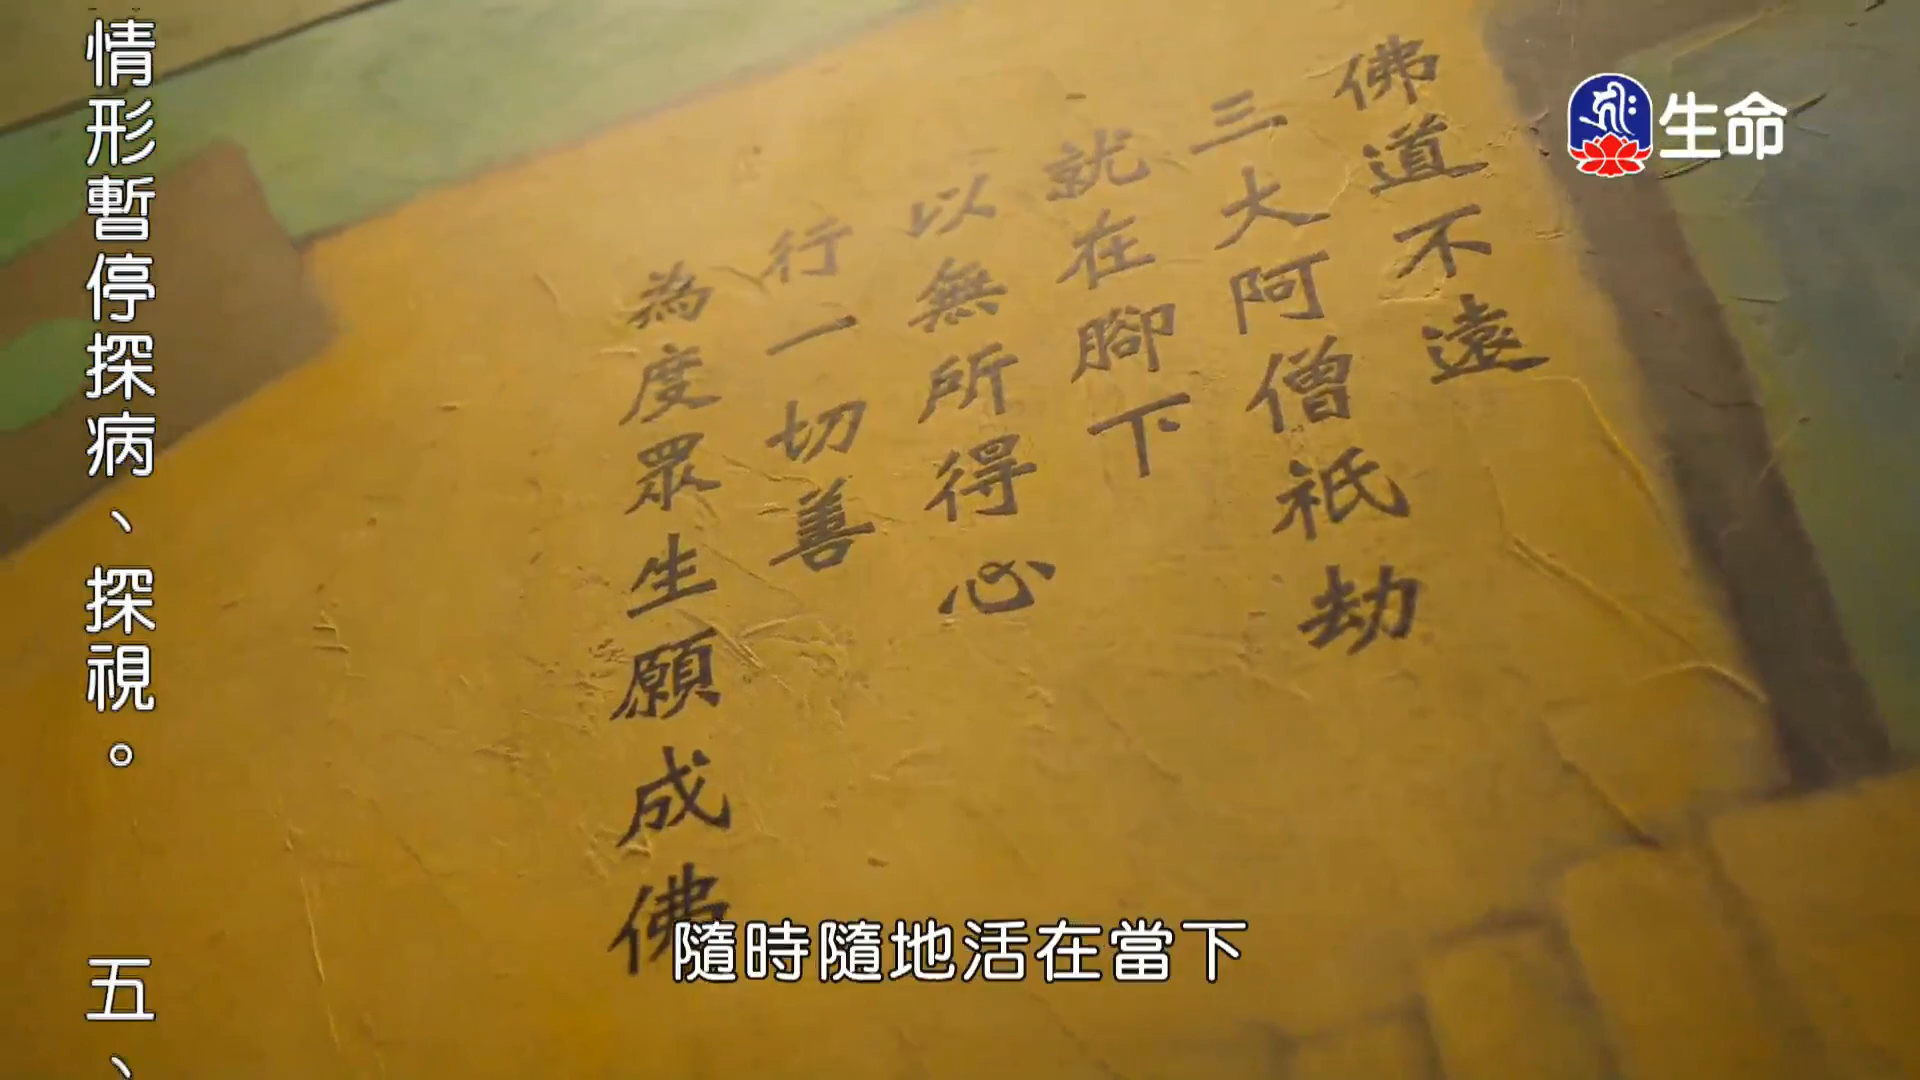 佛道不遠
三大阿僧祇劫
就在腳下
以無所得心
行一切善
為度眾生願成佛
生命
情形暫停探病、探視。 五、
隨時隨地活在當下